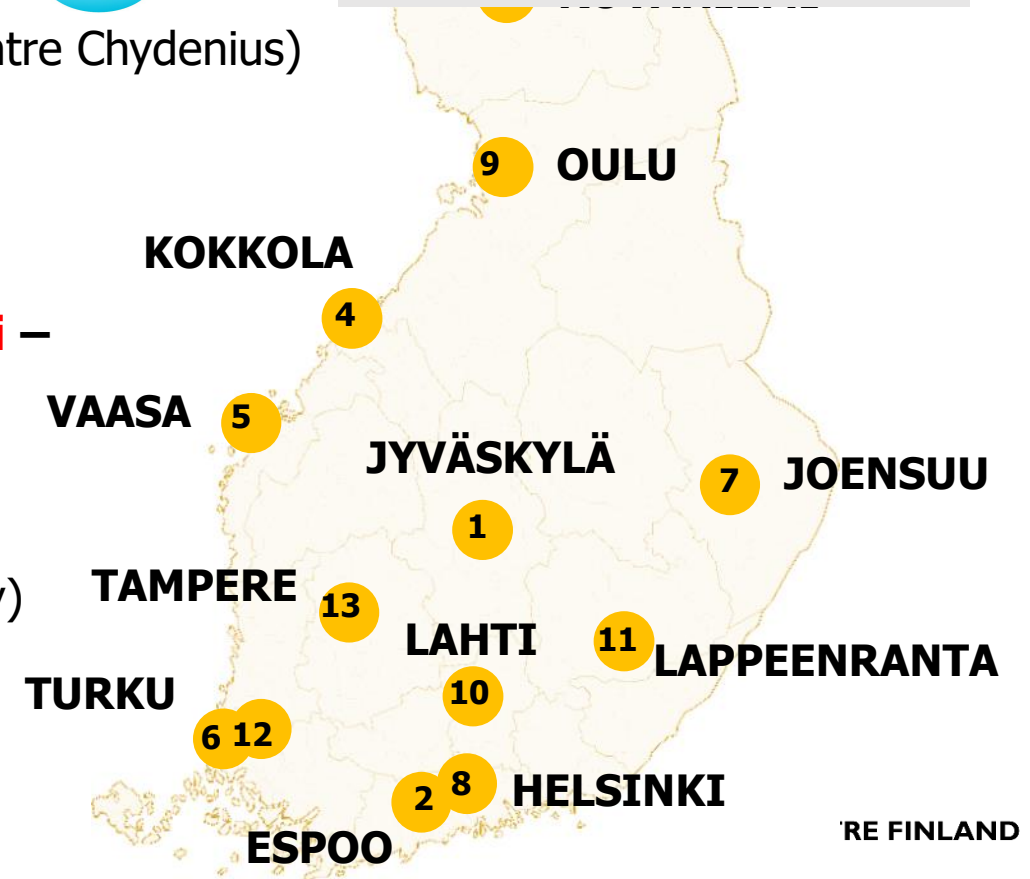 ntre Chydenius)
9 OULU
KOKKOLA
4
i –
VAASA 5
JYVÄSKYLÄ
7 JOENSUU
1
TAMPERE
13
LAHTI
11
LAPPEENRANTA
10
TURKU
6 12
8
2
HELSINKI
ESPOO
RE FINLAND